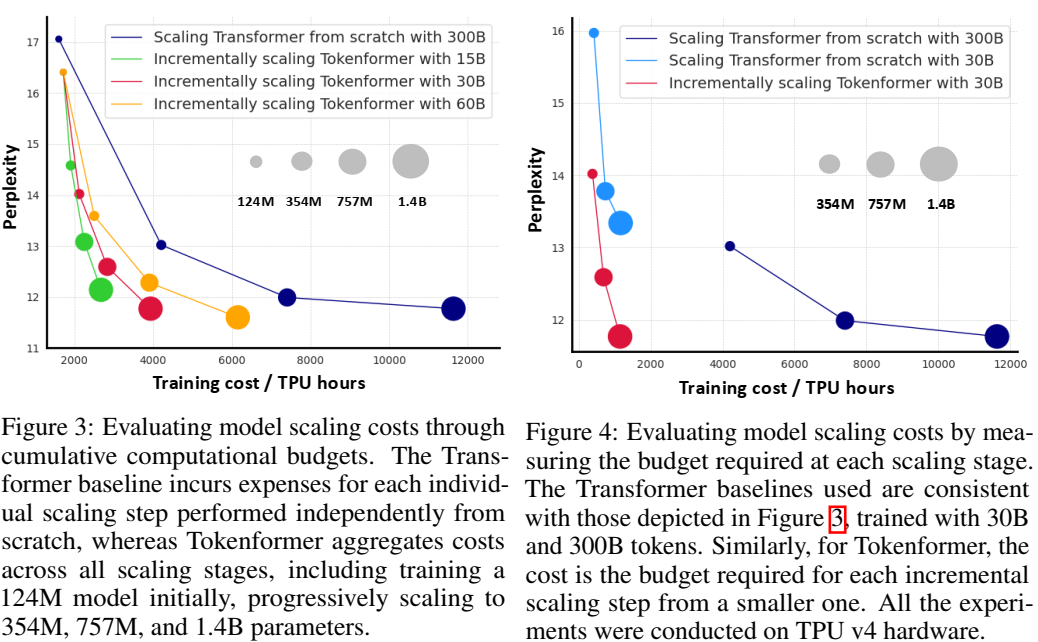 17
16
15
14
13
12
11
Perplexity
Scaling Transformer from scratch with 300B
Incrementally scaling Tokenformer with 15B
Incrementally scaling Tokenformer with 30B
Incrementally scaling Tokenformer with 60B
124M 354M 757M 1.4B
2000 4000 6000 8000 10000 12000
Training cost / TPU hours
Figure 3: Evaluating model scaling costs through
cumulative computational budgets. The Trans-
former baseline incurs expenses for each individ-
ual scaling step performed independently from
scratch, whereas Tokenformer aggregates costs
across all scaling stages, including training a
124M model initially, progressively scaling to
354M, 757M, and 1.4B parameters.
16
15
14
13
12
Perplexity
Scaling Transformer from scratch with 300B
Scaling Transformer from scratch with 30B
Incrementally scaling Tokenformer with 30B
354M 757M 1.4B
0 2000 4000 6000 8000 10000 12000
Training cost / TPU hours
Figure 4: Evaluating model scaling costs by mea-
suring the budget required at each scaling stage.
The Transformer baselines used are consistent
with those depicted in Figure 3, trained with 30B
and 300B tokens. Similarly, for Tokenformer, the
cost is the budget required for each incremental
scaling step from a smaller one. All the experi-
ments were conducted on TPU v4 hardware.